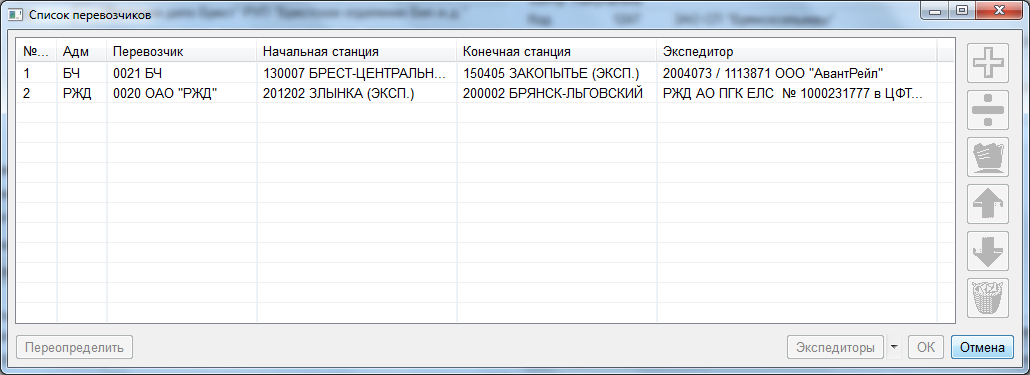 Список перевозчиков
№... Адм Перевозчик Начальная станция Конечная станция Экспедитор
1 БЧ 0021 БЧ 130007 БРЕСТ-ЦЕНТРАЛЬН... 150405 ЗАКОПЫТЬЕ (ЭКСП.) 2004073 / 1113871 ООО "АвантРейл"
2 РЖД 0020 ОАО "РЖД" 201202 ЗЛЫНКА (ЭКСП.) 200002 БРЯНСК-ЛЬГОВСКИЙ РЖД АО ПГК ЕЛС № 1000231777 в ЦФТ...
Переопределить Экспедиторы ОК Отмена